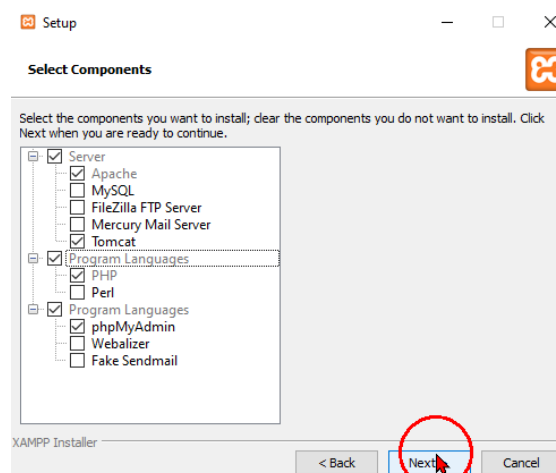 Setup
Select Components
Select the components you want to install; clear the components you do not want to install. Click
Next when you are ready to continue.
Server
Apache
MySQL
FileZilla FTP Server
Mercury Mail Server
Tomcat
Program Languages
PHP
Perl
Program Languages
phpMyAdmin
Webalizer
Fake Sendmail
XAMPP Installer
< Back Next Cancel